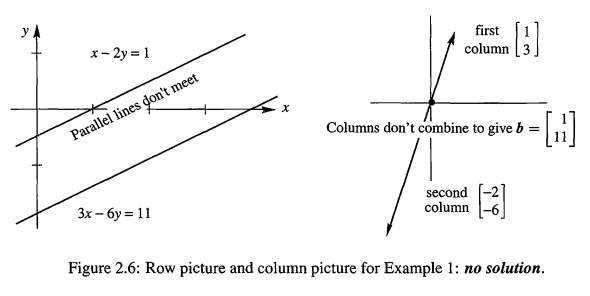 y
x − 2y = 1
Parallel lines don't meet
x
3x − 6y = 11
first column [1 3]
Columns don't combine to give b = [1 11]
second column [−2 −6]
Figure 2.6: Row picture and column picture for Example 1: no solution.